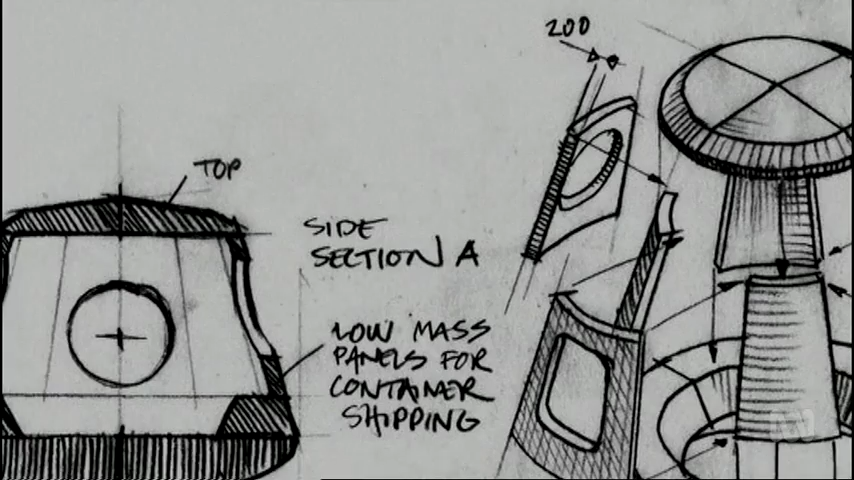 200
TOP
SIDE
SECTION A
LOW MASS
PANELS FOR
CONTAINER
SHIPPING